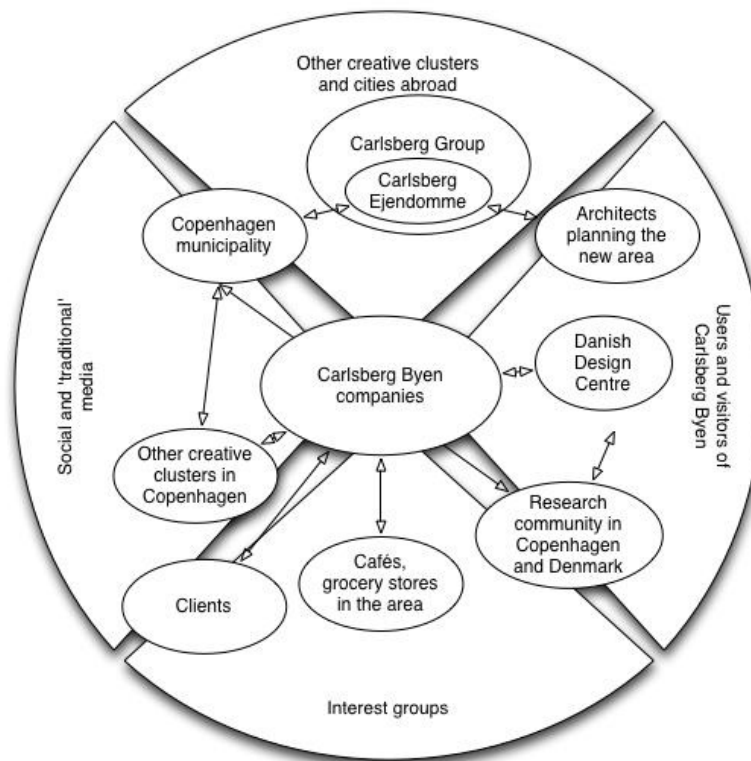 Other creative clusters
and cities abroad
Carlsberg Group
Carlsberg
Ejendomme
Copenhagen
municipality
Architects
planning the
new area
Social and 'traditional'
media
Users and visitors of
Carlsberg Byen
Carlsberg Byen
companies
Danish
Design
Centre
Other creative
clusters in
Copenhagen
Research
community in
Copenhagen
and Denmark
Clients
Cafés,
grocery stores
in the area
Interest groups